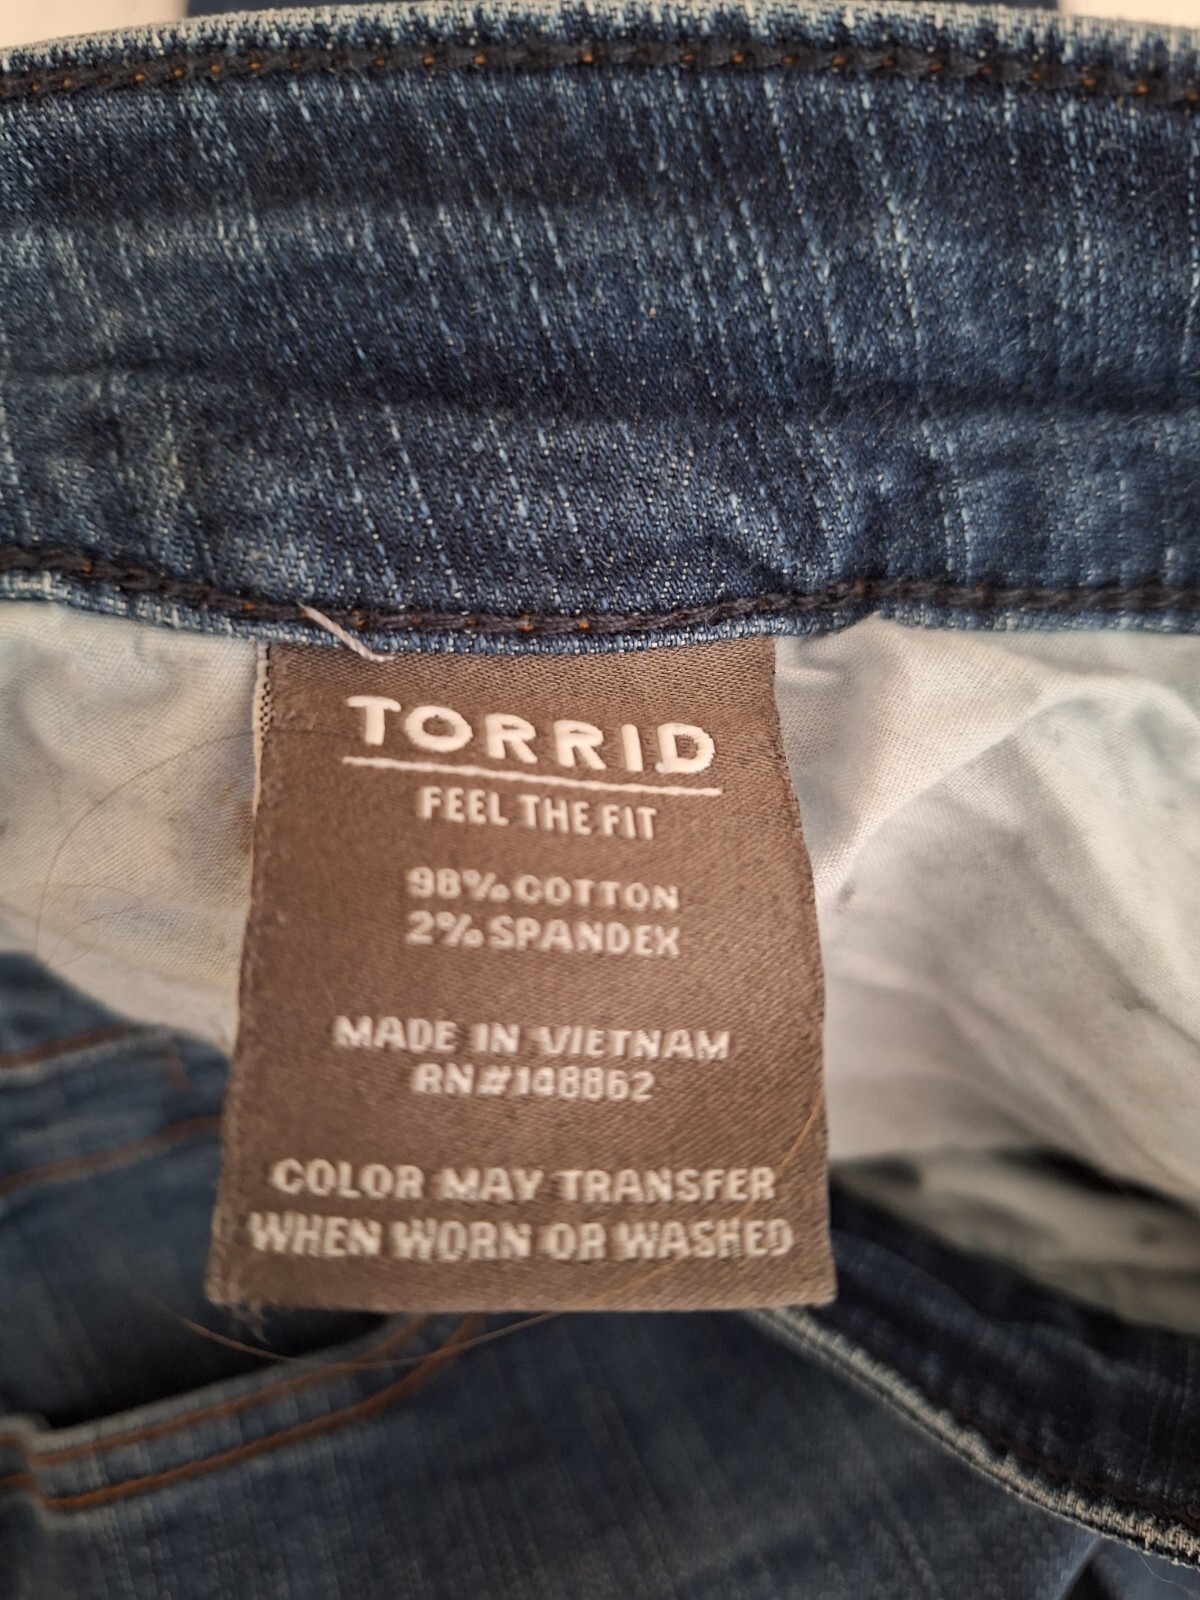 TORRID
FEEL THE FIT
98% COTTON
2% SPANDEX
MADE IN VIETNAM
RN#148862
COLOR MAY TRANSFER
WHEN WORN OR WASHED